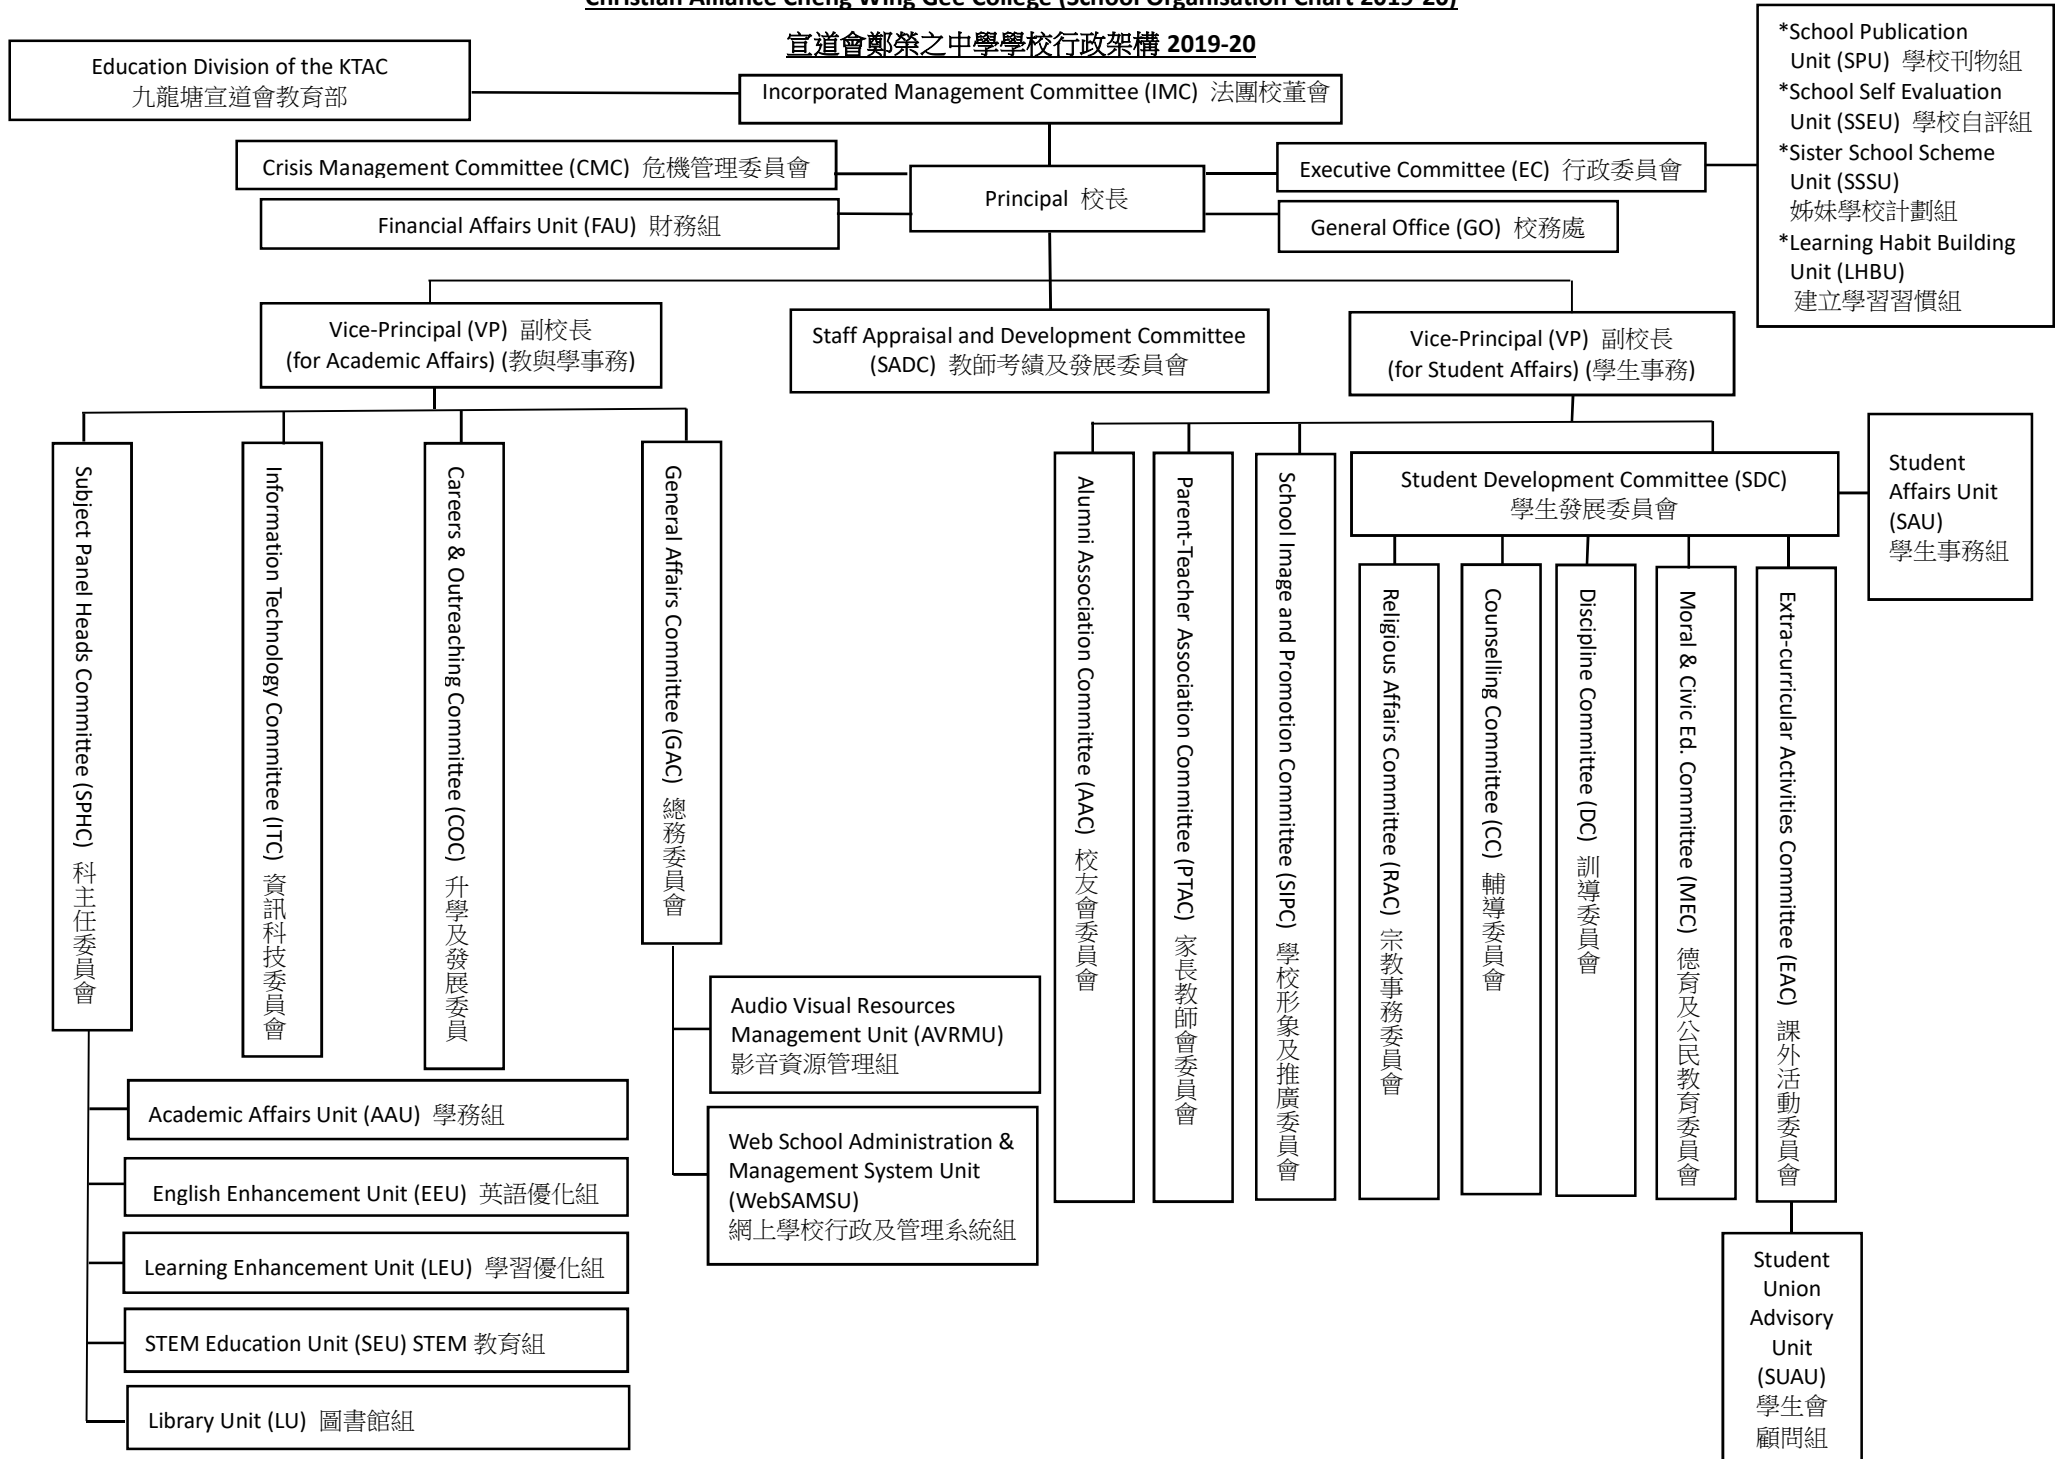 Christian Alliance Cheng Wing Gee College (School Organisation Chart 2019-20)
宣道會鄭榮之中學學校行政架構 2019-20
Education Division of the KTAC
九龍塘宣道會教育部
Incorporated Management Committee (IMC) 法團校董會
*School Publication
Unit (SPU) 學校刊物組
*School Self Evaluation
Unit (SSEU) 學校自評組
*Sister School Scheme
Unit (SSSU)
姊妹學校計劃組
*Learning Habit Building
Unit (LHBU)
建立學習習慣組
Crisis Management Committee (CMC) 危機管理委員會
Principal 校長
Executive Committee (EC) 行政委員會
Financial Affairs Unit (FAU) 財務組
General Office (GO) 校務處
Vice-Principal (VP) 副校長
(for Academic Affairs) (教與學事務)
Staff Appraisal and Development Committee
(SADC) 教師考績及發展委員會
Vice-Principal (VP) 副校長
(for Student Affairs) (學生事務)
Subject Panel Heads Committee (SPHC) 科主任委員會
Information Technology Committee (ITC) 資訊科技委員會
Careers & Outreaching Committee (COC) 升學及發展委員
General Affairs Committee (GAC) 總務委員會
Alumni Association Committee (AAC) 校友會委員會
Parent-Teacher Association Committee (PTAC) 家長教師會委員會
School Image and Promotion Committee (SIPC) 學校形象及推廣委員會
Student Development Committee (SDC)
學生發展委員會
Student
Affairs Unit
(SAU)
學生事務組
Religious Affairs Committee (RAC) 宗教事務委員會
Counselling Committee (CC) 輔導委員會
Discipline Committee (DC) 訓導委員會
Moral & Civic Ed. Committee (MEC) 德育及公民教育委員會
Extra-curricular Activities Committee (EAC) 課外活動委員會
Audio Visual Resources
Management Unit (AVRMU)
影音資源管理組
Web School Administration &
Management System Unit
(WebSAMSU)
網上學校行政及管理系統組
Academic Affairs Unit (AAU) 學務組
English Enhancement Unit (EEU) 英語優化組
Learning Enhancement Unit (LEU) 學習優化組
STEM Education Unit (SEU) STEM 教育組
Library Unit (LU) 圖書館組
Student
Union
Advisory
Unit
(SUAU)
學生會
顧問組